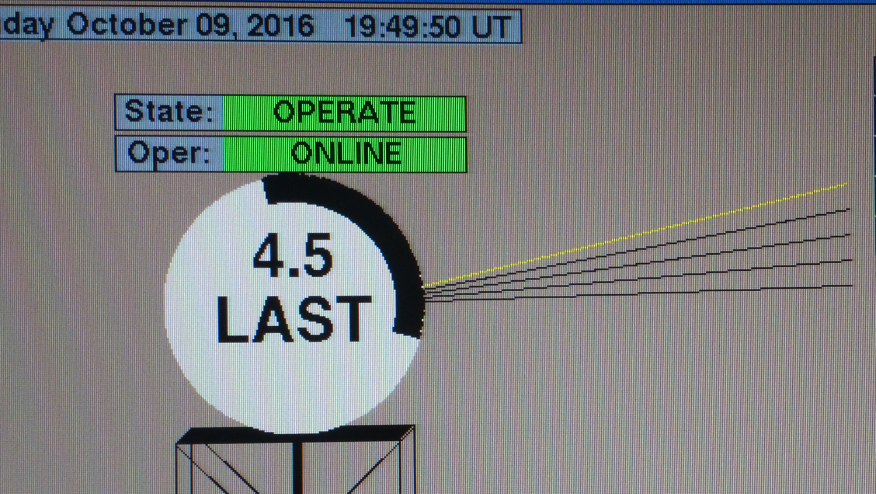 day October 09, 2016 19:49:50 UT
State: OPERATE
Oper: ONLINE
4.5
LAST